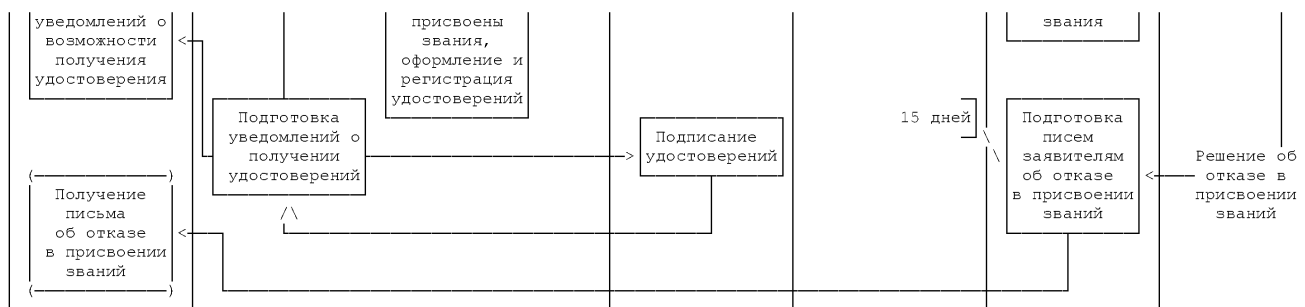 уведомлений о
возможности
получения
удостоверения
присвоены
звания,
оформление и
регистрация
удостоверений
звания
Подготовка
уведомлений о
получении
удостоверений
Подписание
удостоверений
15 дней
Подготовка
писем
заявителям
об отказе
в присвоении
званий
Решение об
отказе в
присвоении
званий
Получение
письма
об отказе
в присвоении
званий